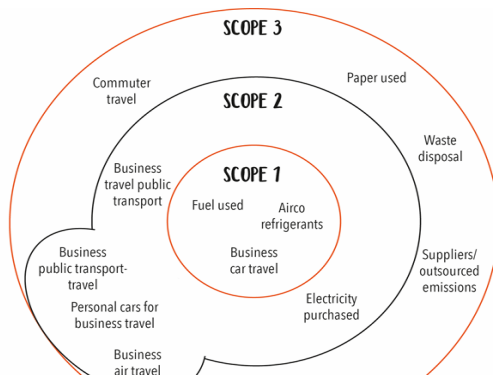 SCOPE 3
Commuter
travel
Paper used
SCOPE 2
Waste
disposal
Business
travel public
transport
SCOPE 1
Fuel used
Airco
refrigerants
Business
car travel
Business
public transport-
travel
Suppliers/
outsourced
emissions
Personal cars for
business travel
Electricity
purchased
Business
air travel